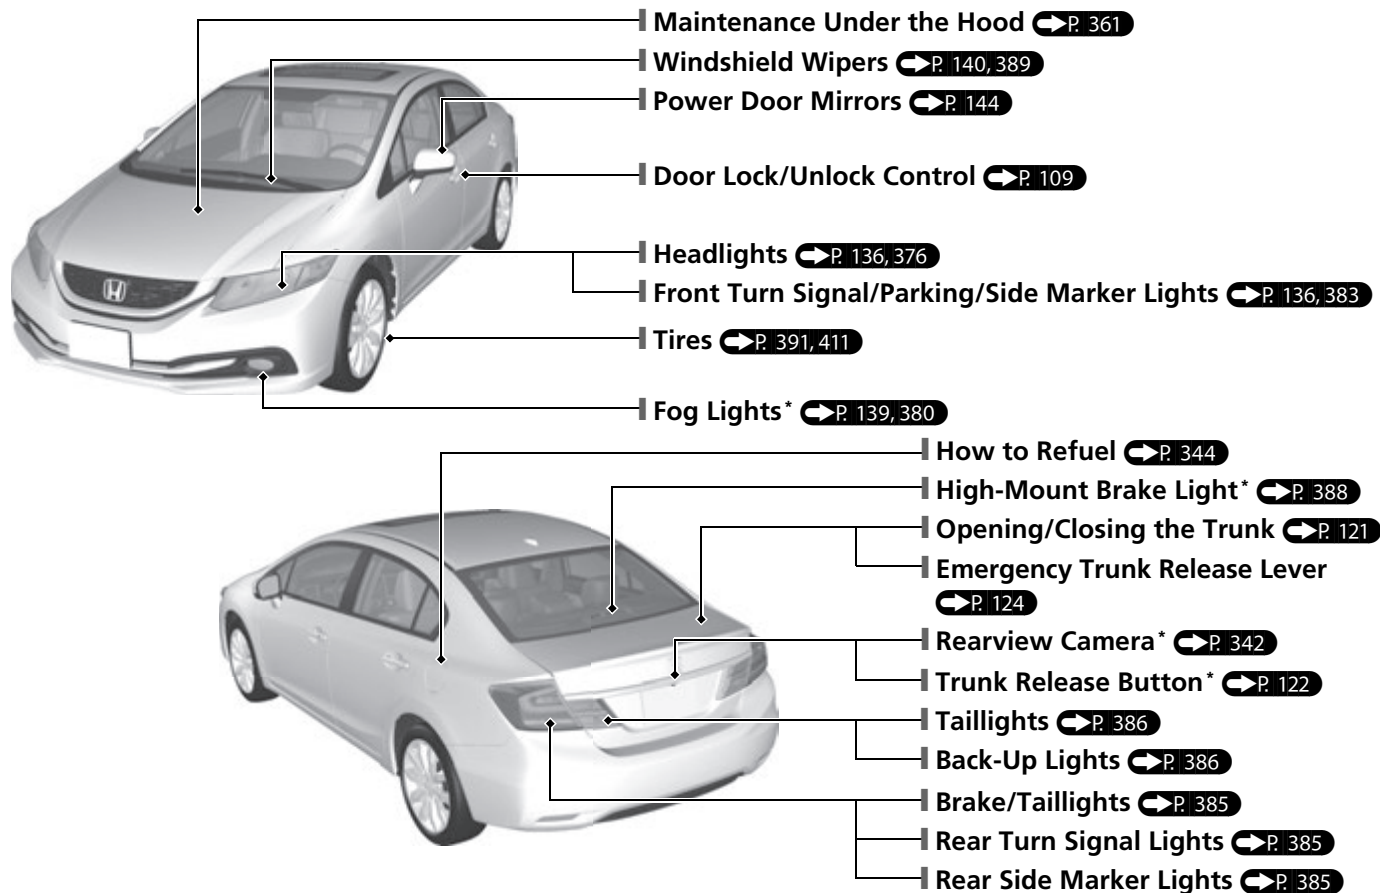 Maintenance Under the Hood P. 361
Windshield Wipers P. 140, 389
Power Door Mirrors P. 144
Door Lock/Unlock Control P. 109
Headlights P. 136, 376
Front Turn Signal/Parking/Side Marker Lights P. 136, 383
Tires P. 391, 411
Fog Lights* P. 139, 380
How to Refuel P. 344
High-Mount Brake Light* P. 388
Opening/Closing the Trunk P. 121
Emergency Trunk Release Lever
P. 124
Rearview Camera* P. 342
Trunk Release Button* P. 122
Taillights P. 386
Back-Up Lights P. 386
Brake/Taillights P. 385
Rear Turn Signal Lights P. 385
Rear Side Marker Lights P. 385